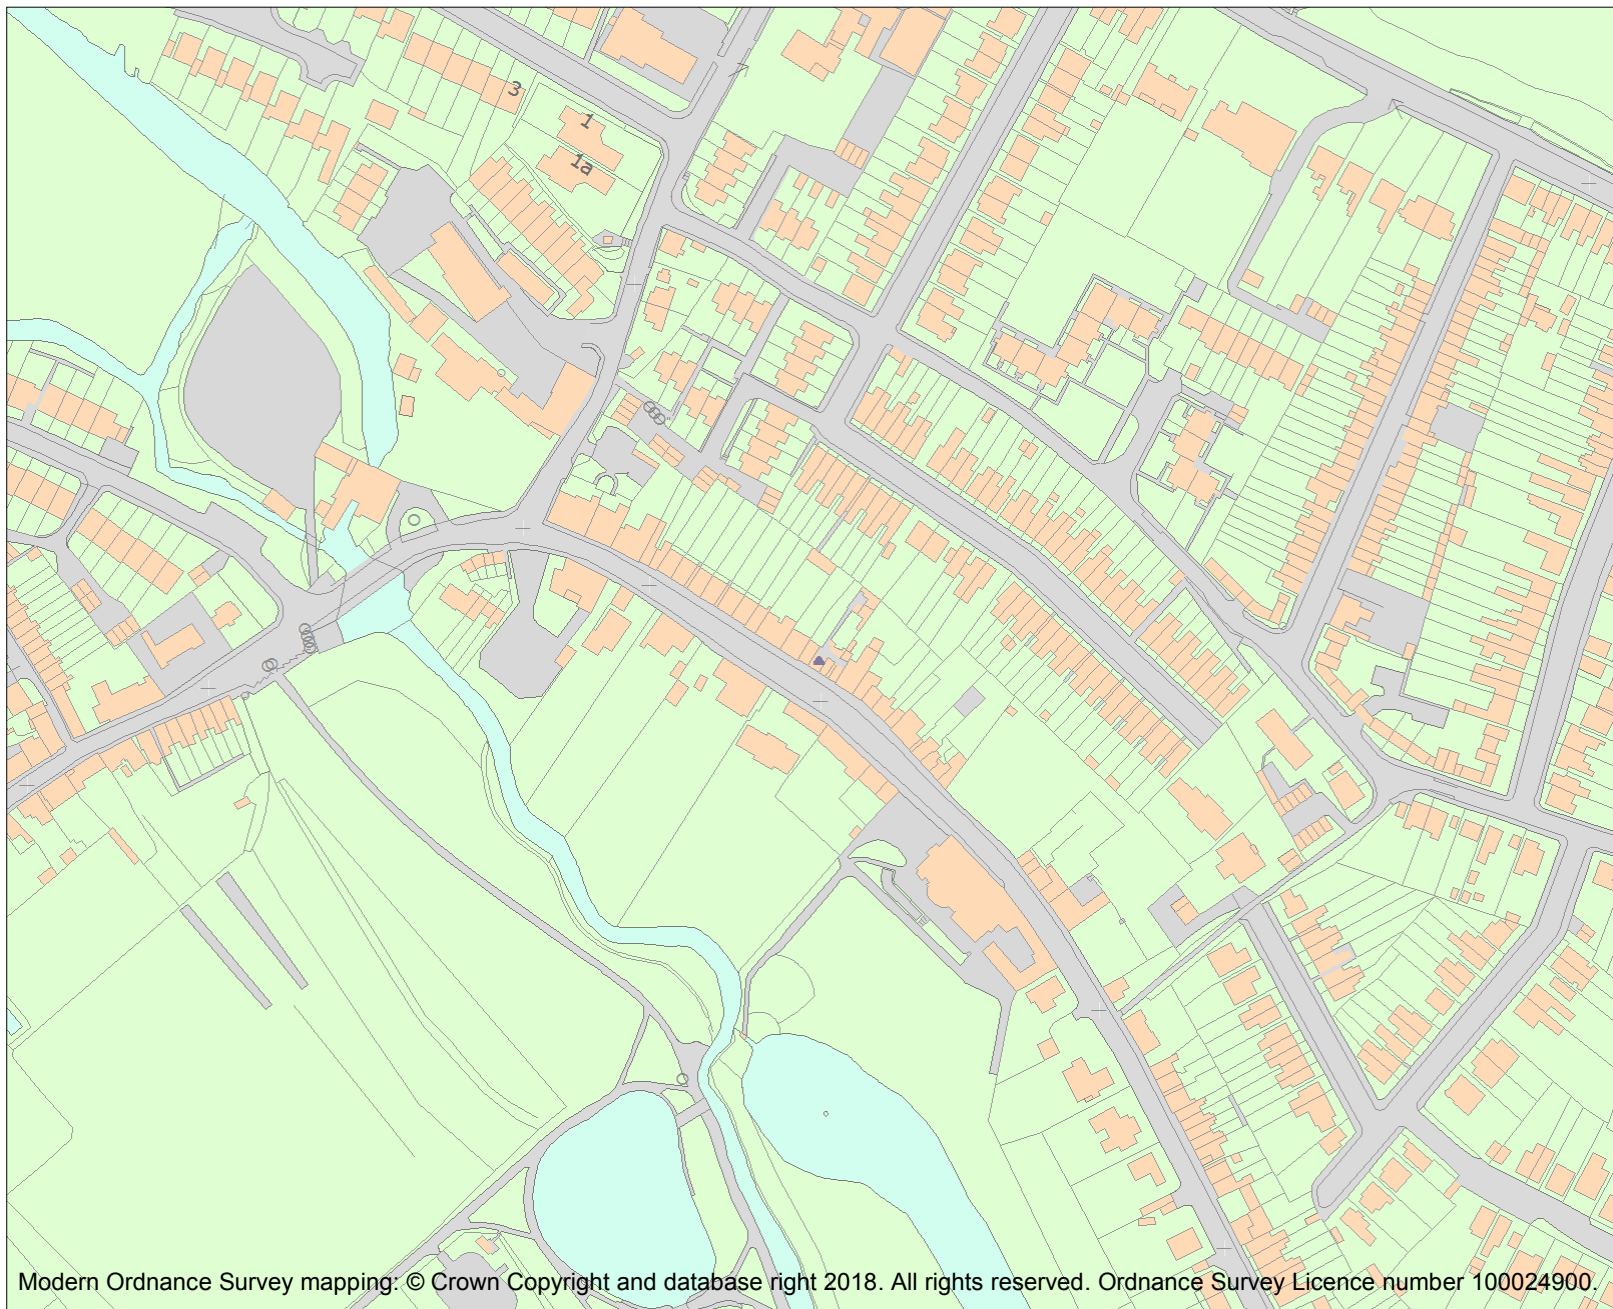 3
1
1a
Modern Ordnance Survey mapping: © Crown Copyright and database right 2018. All rights reserved. Ordnance Survey Licence number 100024900.